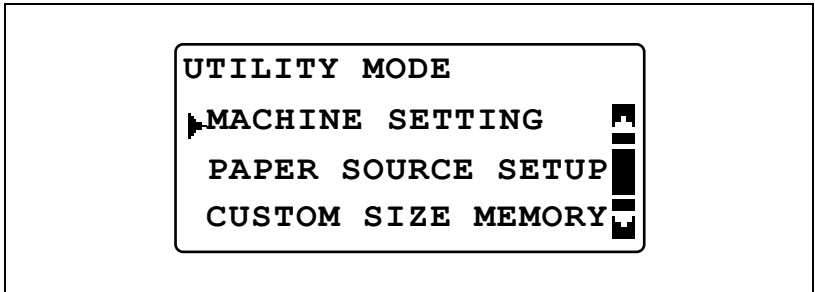 UTILITY MODE
MACHINE SETTING
PAPER SOURCE SETUP
CUSTOM SIZE MEMORY